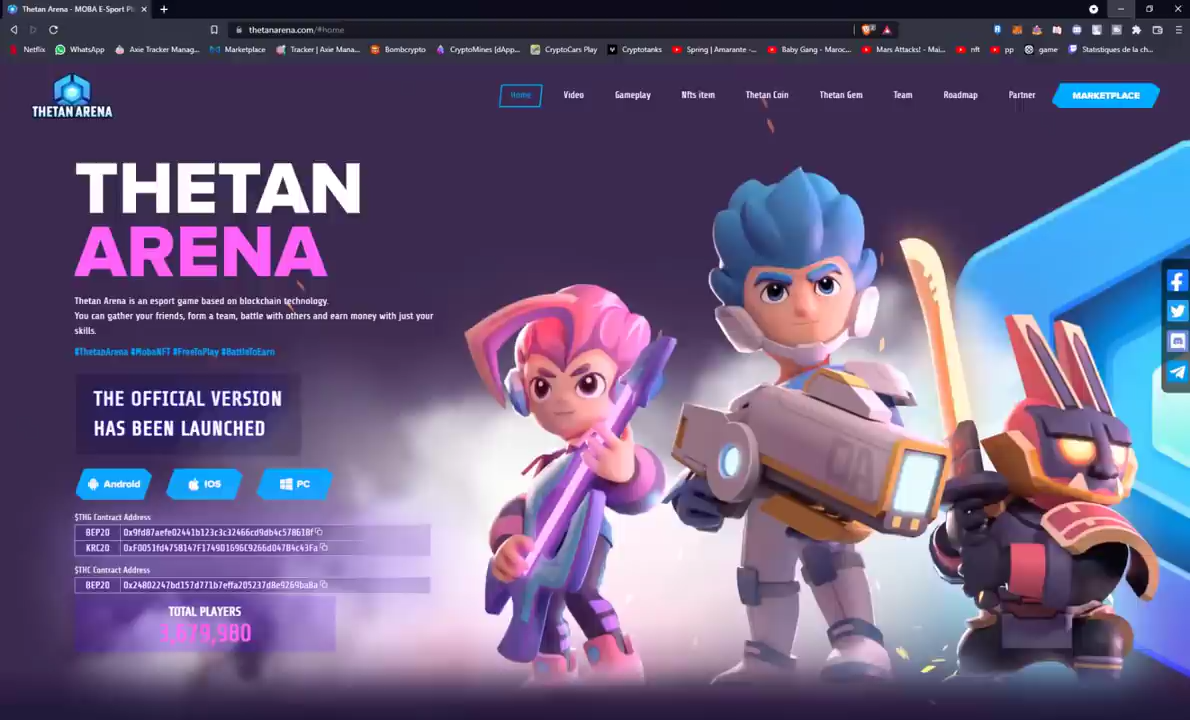 Thetan Arena - MOBA E-Sport Pl
thetanarena.com/#home
Netflix
WhatsApp
Axie Tracker Manag...
Marketplace
Tracker | Axie Mana...
Bombcrypto
CryptoMines [dApp...
CryptoCars Play
Cryptotanks
Spring | Amarante -...
Baby Gang - Maroc...
Mars Attacks! - Mai...
nft
pp
game
Statistiques de la ch...
THETAN ARENA
Home
Video
Gameplay
Nfts item
Thetan Coin
Thetan Gem
Team
Roadmap
Partner
MARKETPLACE
THETAN
ARENA
Thetan Arena is an esport game based on blockchain technology.
You can gather your friends, form a team, battle with others and earn money with just your
skills.
#ThetanArena #MobaNFT #FreeToPlay #BattleToEarn
THE OFFICIAL VERSION
HAS BEEN LAUNCHED
Android
IOS
PC
$THG Contract Address
BEP20
KRC20
$THC Contract Address
BEP20 0x24802247bd157d771b7effa205237d8e9269ba8a
TOTAL PLAYERS
3,679,980